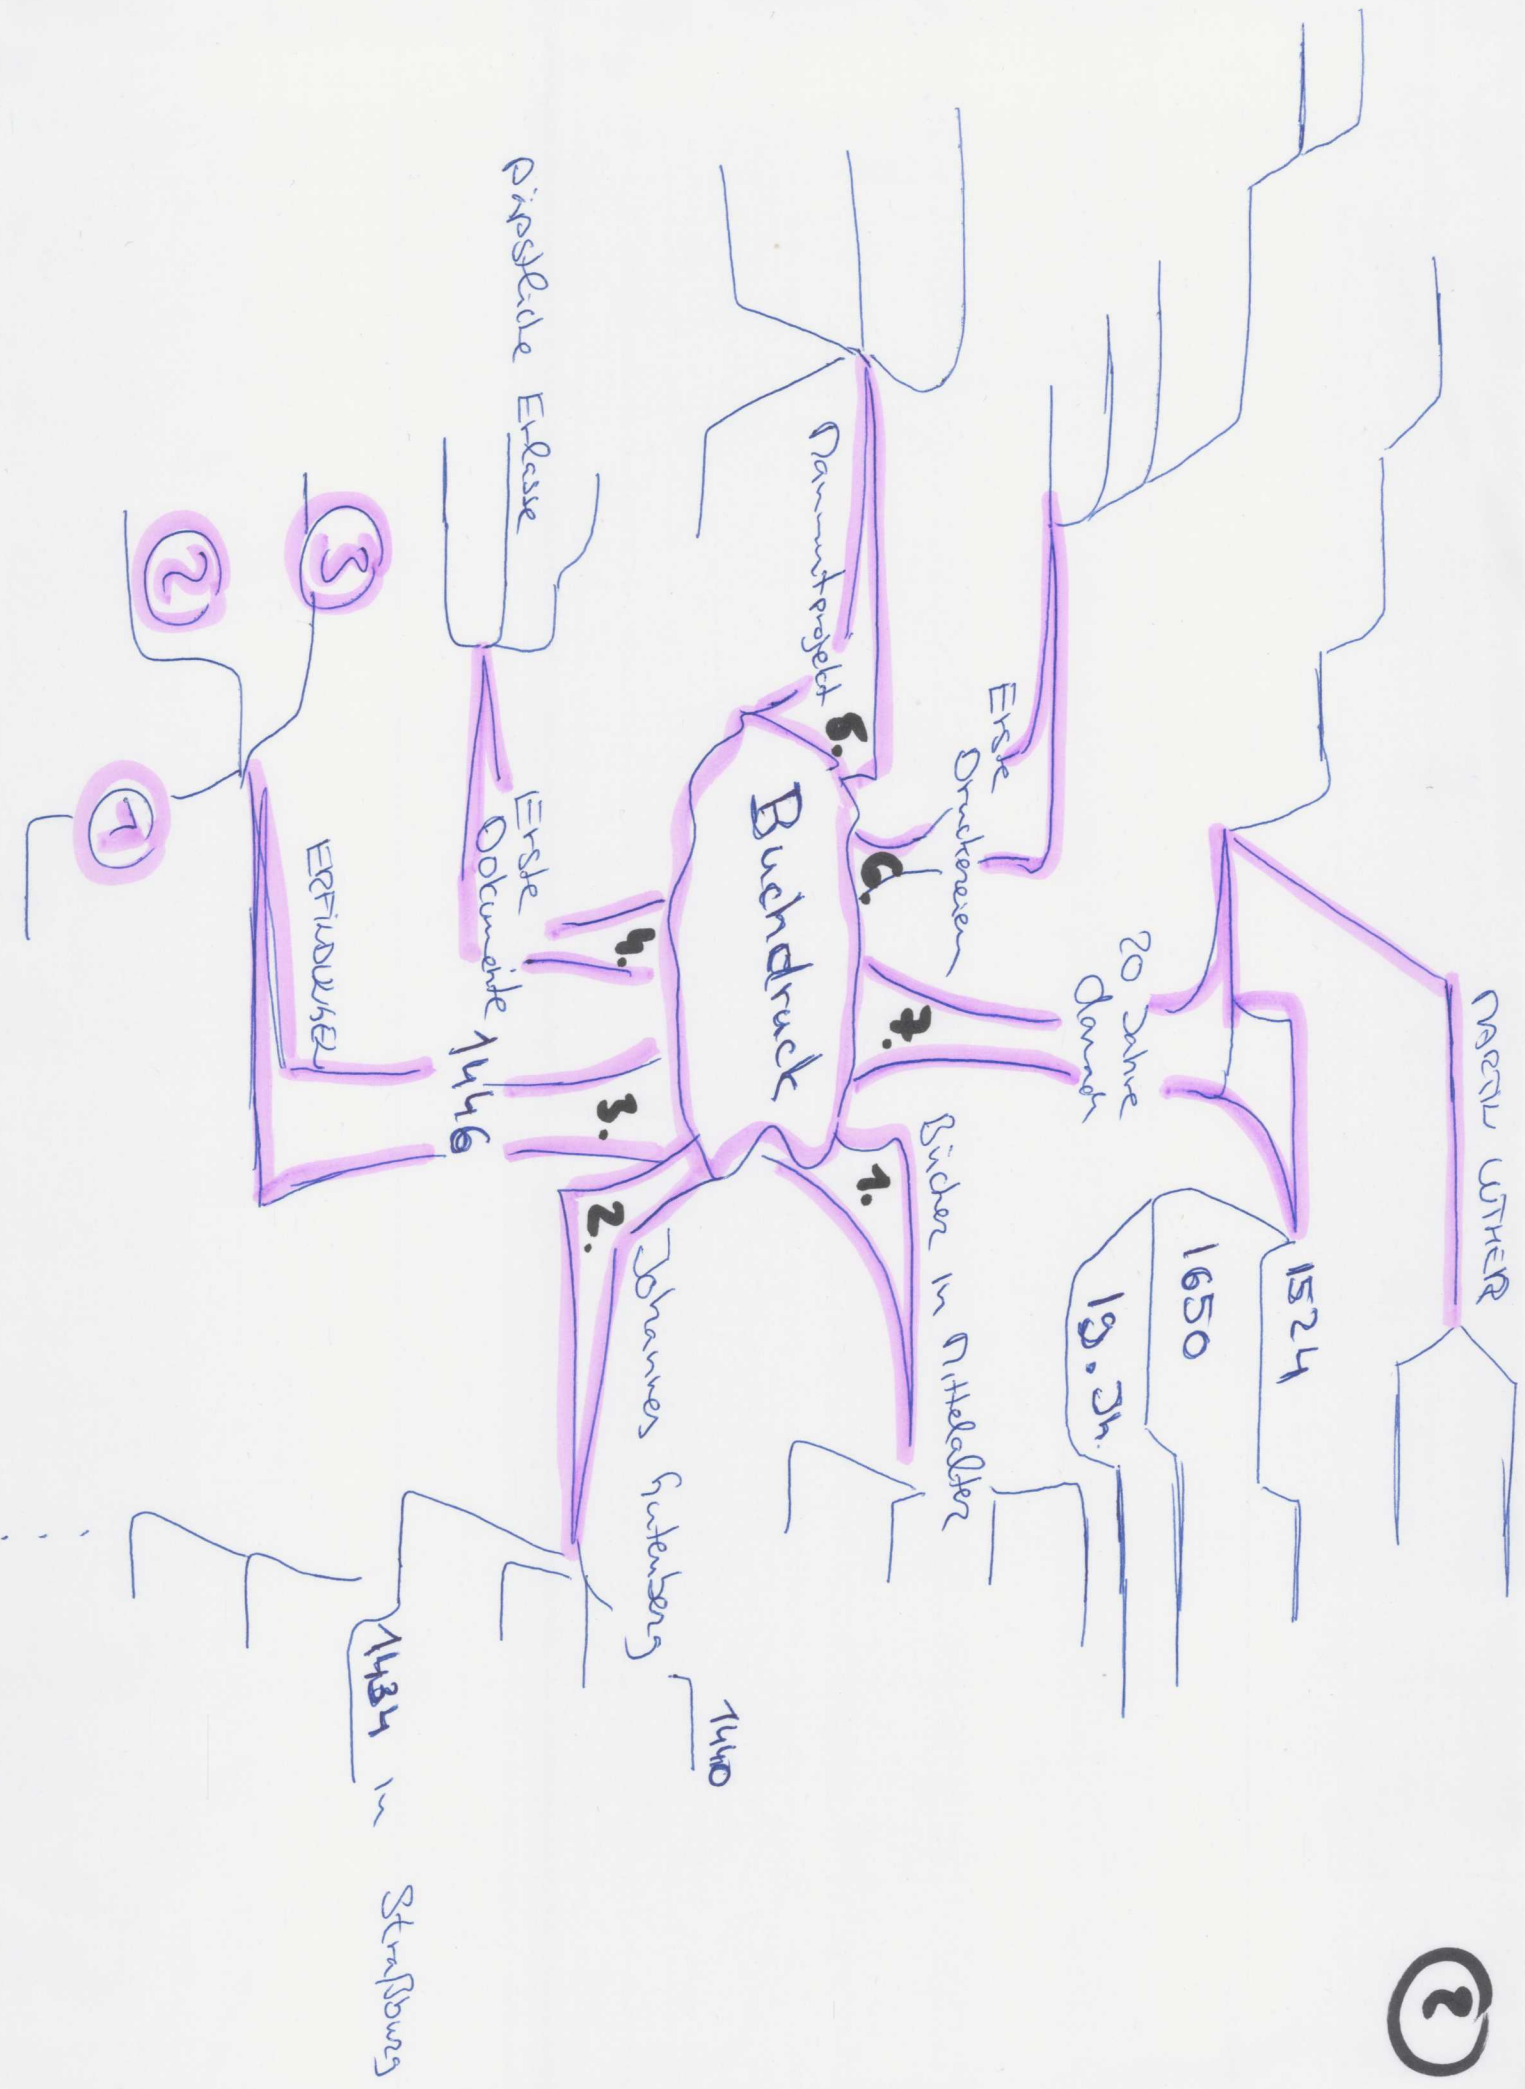 2
Buchdruck
1.
Bücher im Mittelalter
2.
Johannes Gutenberg
1440
1434 in Straßburg
3.
1446
ERFINDUNGEN
1
2
3
4.
Erste
Dokumente
päpstliche Erlasse
5.
Mammutprojekt
6.
Erste
Druckereien
7.
20 Jahre
danach
MARTIN LUTHER
1524
1650
19. Jh.